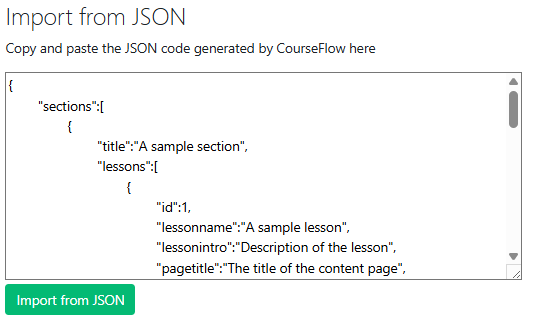 Import from JSON
Copy and paste the JSON code generated by CourseFlow here
{
"sections":[
{
"title":"A sample section",
"lessons":[
{
"id":1,
"lessonname":"A sample lesson",
"lessonintro":"Description of the lesson",
"pagetitle":"The title of the content page",
Import from JSON